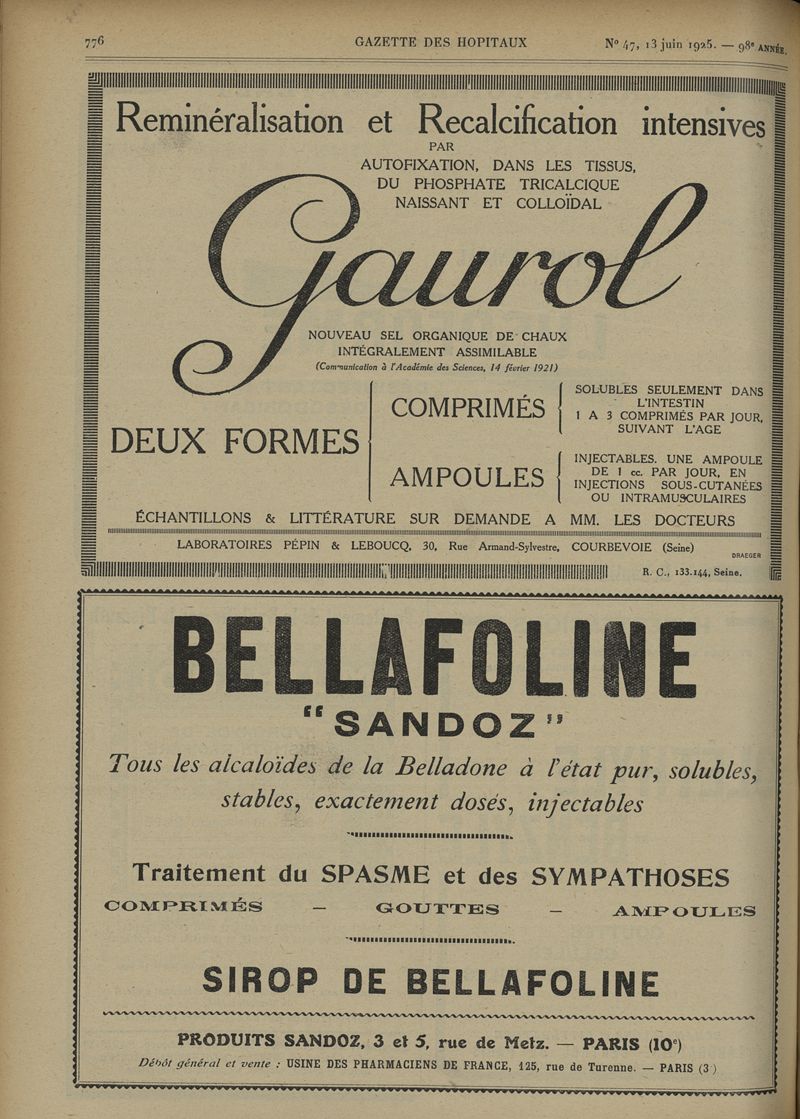 776 GAZETTE DES HOPITAUX N° 47, 13 juin 1925. — 98e ANNÉE.
Reminéralisation et Recalcification intensives
PAR
AUTOFIXATION, DANS LES TISSUS,
DU PHOSPHATE TRICALCIQUE
NAISSANT ET COLLOÏDAL
Gaurol
NOUVEAU SEL ORGANIQUE DE CHAUX
INTÉGRALEMENT ASSIMILABLE
(Communication à l'Académie des Sciences, 14 février 1921)
DEUX FORMES
COMPRIMÉS
SOLUBLES SEULEMENT DANS
L'INTESTIN
1 A 3 COMPRIMÉS PAR JOUR,
SUIVANT L'AGE
AMPOULES
INJECTABLES. UNE AMPOULE
DE 1 cc. PAR JOUR, EN
INJECTIONS SOUS-CUTANÉES
OU INTRAMUSCULAIRES
ÉCHANTILLONS & LITTÉRATURE SUR DEMANDE A MM. LES DOCTEURS
LABORATOIRES PÉPIN & LEBOUCQ, 30, Rue Armand-Sylvestre, COURBEVOIE (Seine)
DRAEGER
R. C., 133.144, Seine.
BELLAFOLINE
"SANDOZ"
Tous les alcaloïdes de la Belladone à l'état pur, solubles,
stables, exactement dosés, injectables
Traitement du SPASME et des SYMPATHOSES
COMPRIMÉS – GOUTTES – AMPOULES
SIROP DE BELLAFOLINE
PRODUITS SANDOZ, 3 et 5, rue de Metz. — PARIS (10e)
Dépôt général et vente : USINE DES PHARMACIENS DE FRANCE, 125, rue de Turenne. — PARIS (3 )